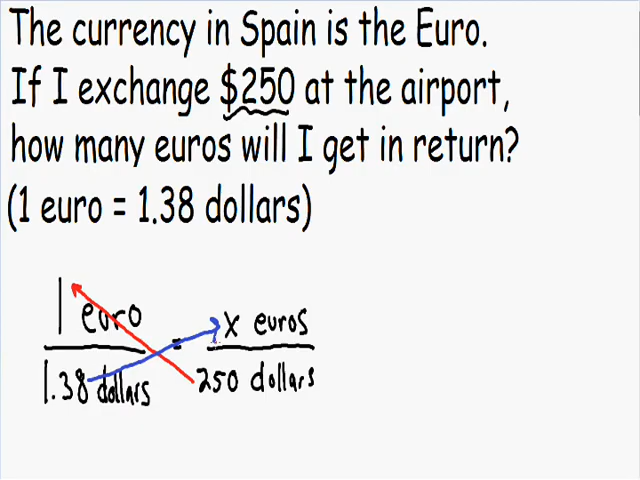 The currency in Spain is the Euro.
If I exchange $250 at the airport,
how many euros will I get in return?
(1 euro = 1.38 dollars)
1 euro = x euros
1.38 dollars 250 dollars